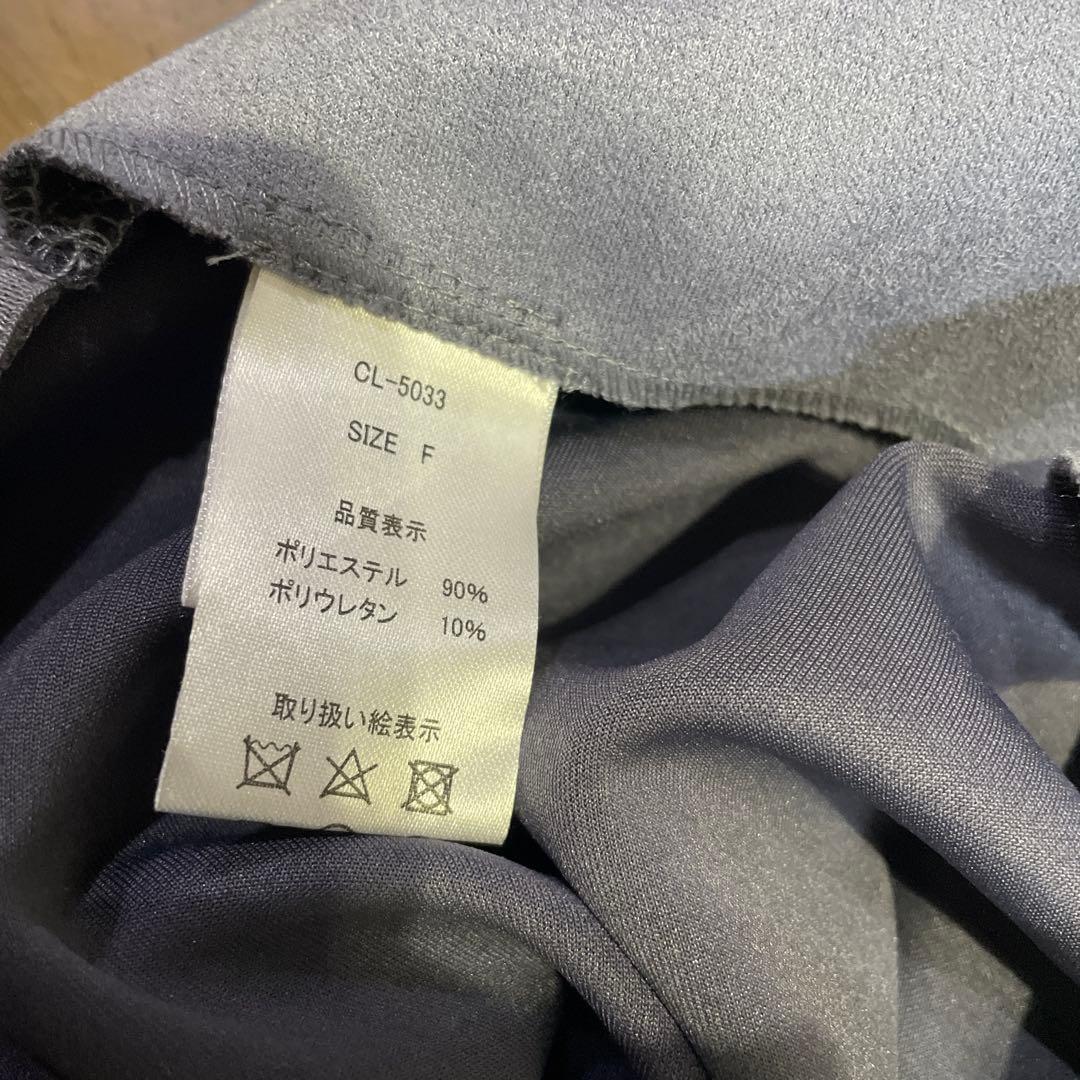 CL-5033
SIZE F
品質表示
ポリエステル 90%
ポリウレタン 10%
取り扱い絵表示